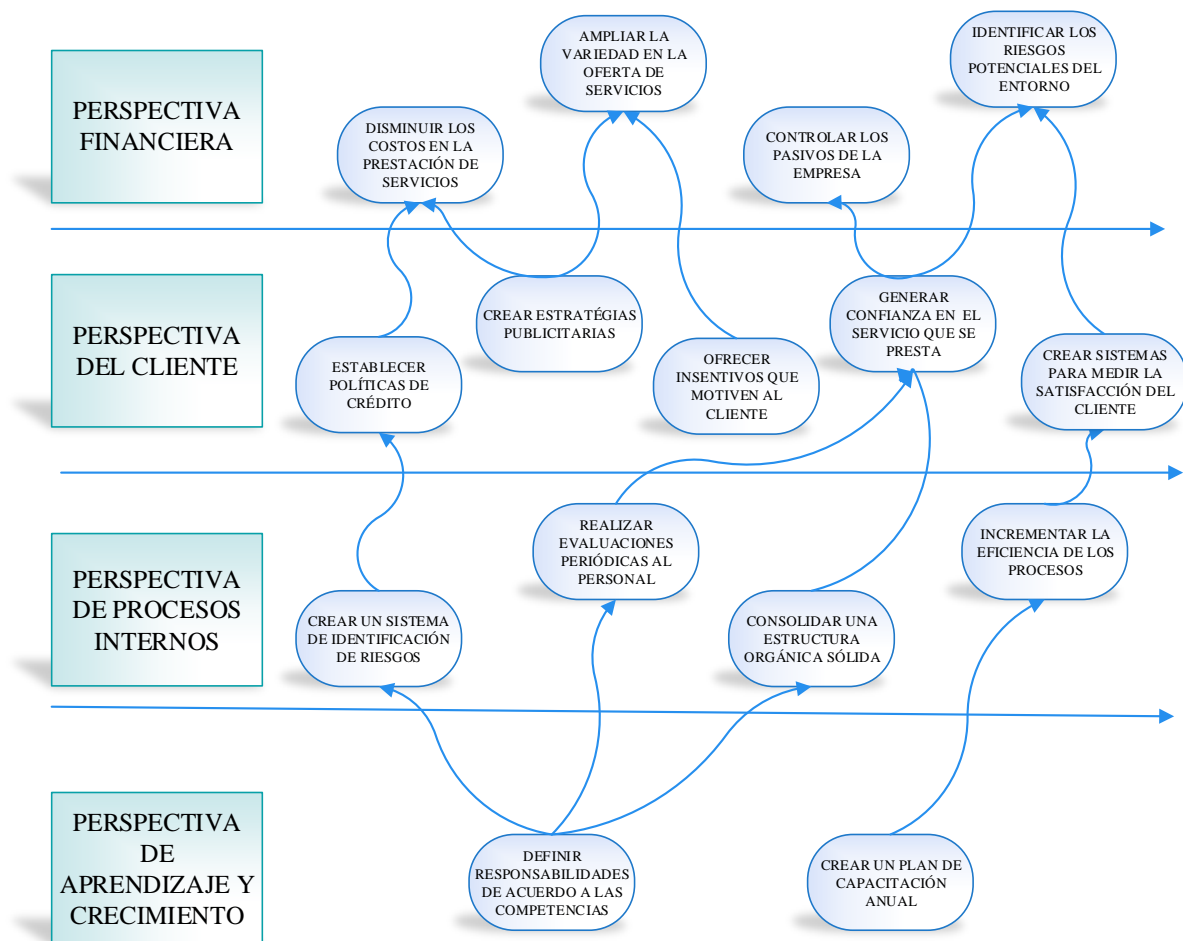 PERSPECTIVA
FINANCIERA
AMPLIAR LA
VARIEDAD EN LA
OFERTA DE
SERVICIOS
IDENTIFICAR LOS
RIESGOS
POTENCIALES DEL
ENTORNO
DISMINUIR LOS
COSTOS EN LA
PRESTACIÓN DE
SERVICIOS
CONTROLAR LOS
PASIVOS DE LA
EMPRESA
PERSPECTIVA
DEL CLIENTE
CREAR ESTRATÉGIAS
PUBLICITARIAS
GENERAR
CONFIANZA EN EL
SERVICIO QUE SE
PRESTA
ESTABLECER
POLÍTICAS DE
CRÉDITO
OFRECER
INSENTIVOS QUE
MOTIVEN AL
CLIENTE
CREAR SISTEMAS
PARA MEDIR LA
SATISFACCIÓN DEL
CLIENTE
PERSPECTIVA
DE PROCESOS
INTERNOS
REALIZAR
EVALUACIONES
PERIÓDICAS AL
PERSONAL
INCREMENTAR LA
EFICIENCIA DE LOS
PROCESOS
CREAR UN SISTEMA
DE IDENTIFICACIÓN
DE RIESGOS
CONSOLIDAR UNA
ESTRUCTURA
ORGÁNICA SÓLIDA
PERSPECTIVA
DE
APRENDIZAJE Y
CRECIMIENTO
DEFINIR
RESPONSABILIDADES
DE ACUERDO A LAS
COMPETENCIAS
CREAR UN PLAN DE
CAPACITACIÓN
ANUAL